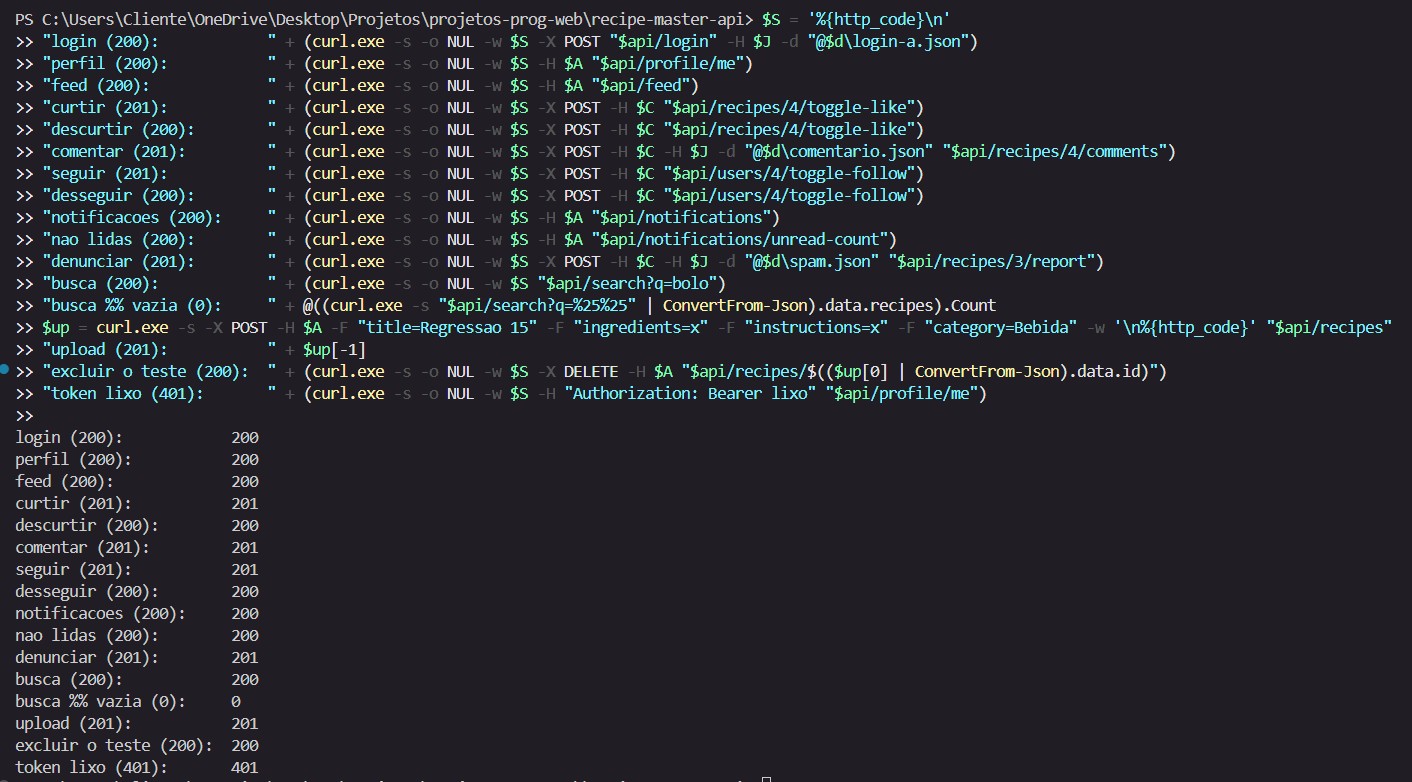 PS C:\Users\Cliente\OneDrive\Desktop\Projetos\projetos-prog-web\recipe-master-api> $S = '%{http_code}\n'
>> "login (200):            " + (curl.exe -s -o NUL -w $S -X POST "$api/login" -H $J -d "@$d\login-a.json")
>> "perfil (200):           " + (curl.exe -s -o NUL -w $S -H $A "$api/profile/me")
>> "feed (200):             " + (curl.exe -s -o NUL -w $S -H $A "$api/feed")
>> "curtir (201):           " + (curl.exe -s -o NUL -w $S -X POST -H $C "$api/recipes/4/toggle-like")
>> "descurtir (200):        " + (curl.exe -s -o NUL -w $S -X POST -H $C "$api/recipes/4/toggle-like")
>> "comentar (201):         " + (curl.exe -s -o NUL -w $S -X POST -H $C -H $J -d "@$d\comentario.json" "$api/recipes/4/comments")
>> "seguir (201):           " + (curl.exe -s -o NUL -w $S -X POST -H $C "$api/users/4/toggle-follow")
>> "desseguir (200):        " + (curl.exe -s -o NUL -w $S -X POST -H $C "$api/users/4/toggle-follow")
>> "notificacoes (200):     " + (curl.exe -s -o NUL -w $S -H $A "$api/notifications")
>> "nao lidas (200):        " + (curl.exe -s -o NUL -w $S -H $A "$api/notifications/unread-count")
>> "denunciar (201):        " + (curl.exe -s -o NUL -w $S -X POST -H $C -H $J -d "@$d\spam.json" "$api/recipes/3/report")
>> "busca (200):            " + (curl.exe -s -o NUL -w $S "$api/search?q=bolo")
>> "busca %% vazia (0):     " + @((curl.exe -s "$api/search?q=%25%25" | ConvertFrom-Json).data.recipes).Count
>> $up = curl.exe -s -X POST -H $A -F "title=Regressao 15" -F "ingredients=x" -F "instructions=x" -F "category=Bebida" -w '\n%{http_code}' "$api/recipes"
>> "upload (201):           " + $up[-1]
>> "excluir o teste (200):  " + (curl.exe -s -o NUL -w $S -X DELETE -H $A "$api/recipes/$(($up[0] | ConvertFrom-Json).data.id)")
>> "token lixo (401):       " + (curl.exe -s -o NUL -w $S -H "Authorization: Bearer lixo" "$api/profile/me")
>>
login (200):            200
perfil (200):           200
feed (200):             200
curtir (201):           201
descurtir (200):        200
comentar (201):         201
seguir (201):           201
desseguir (200):        200
notificacoes (200):     200
nao lidas (200):        200
denunciar (201):        201
busca (200):            200
busca %% vazia (0):     0
upload (201):           201
excluir o teste (200):  200
token lixo (401):       401